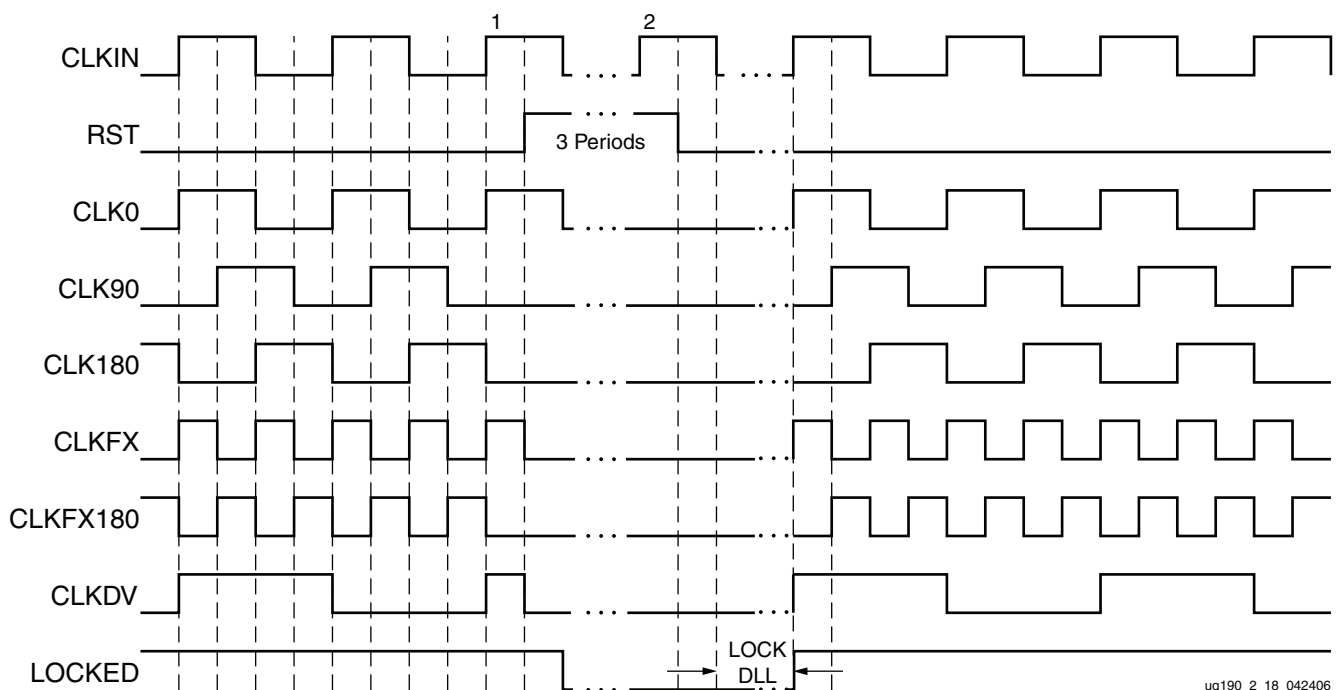 1
2
CLKIN
RST
3 Periods
CLK0
CLK90
CLK180
CLKFX
CLKFX180
CLKDV
LOCKED
LOCK
DLL
ug190_2_18_042406